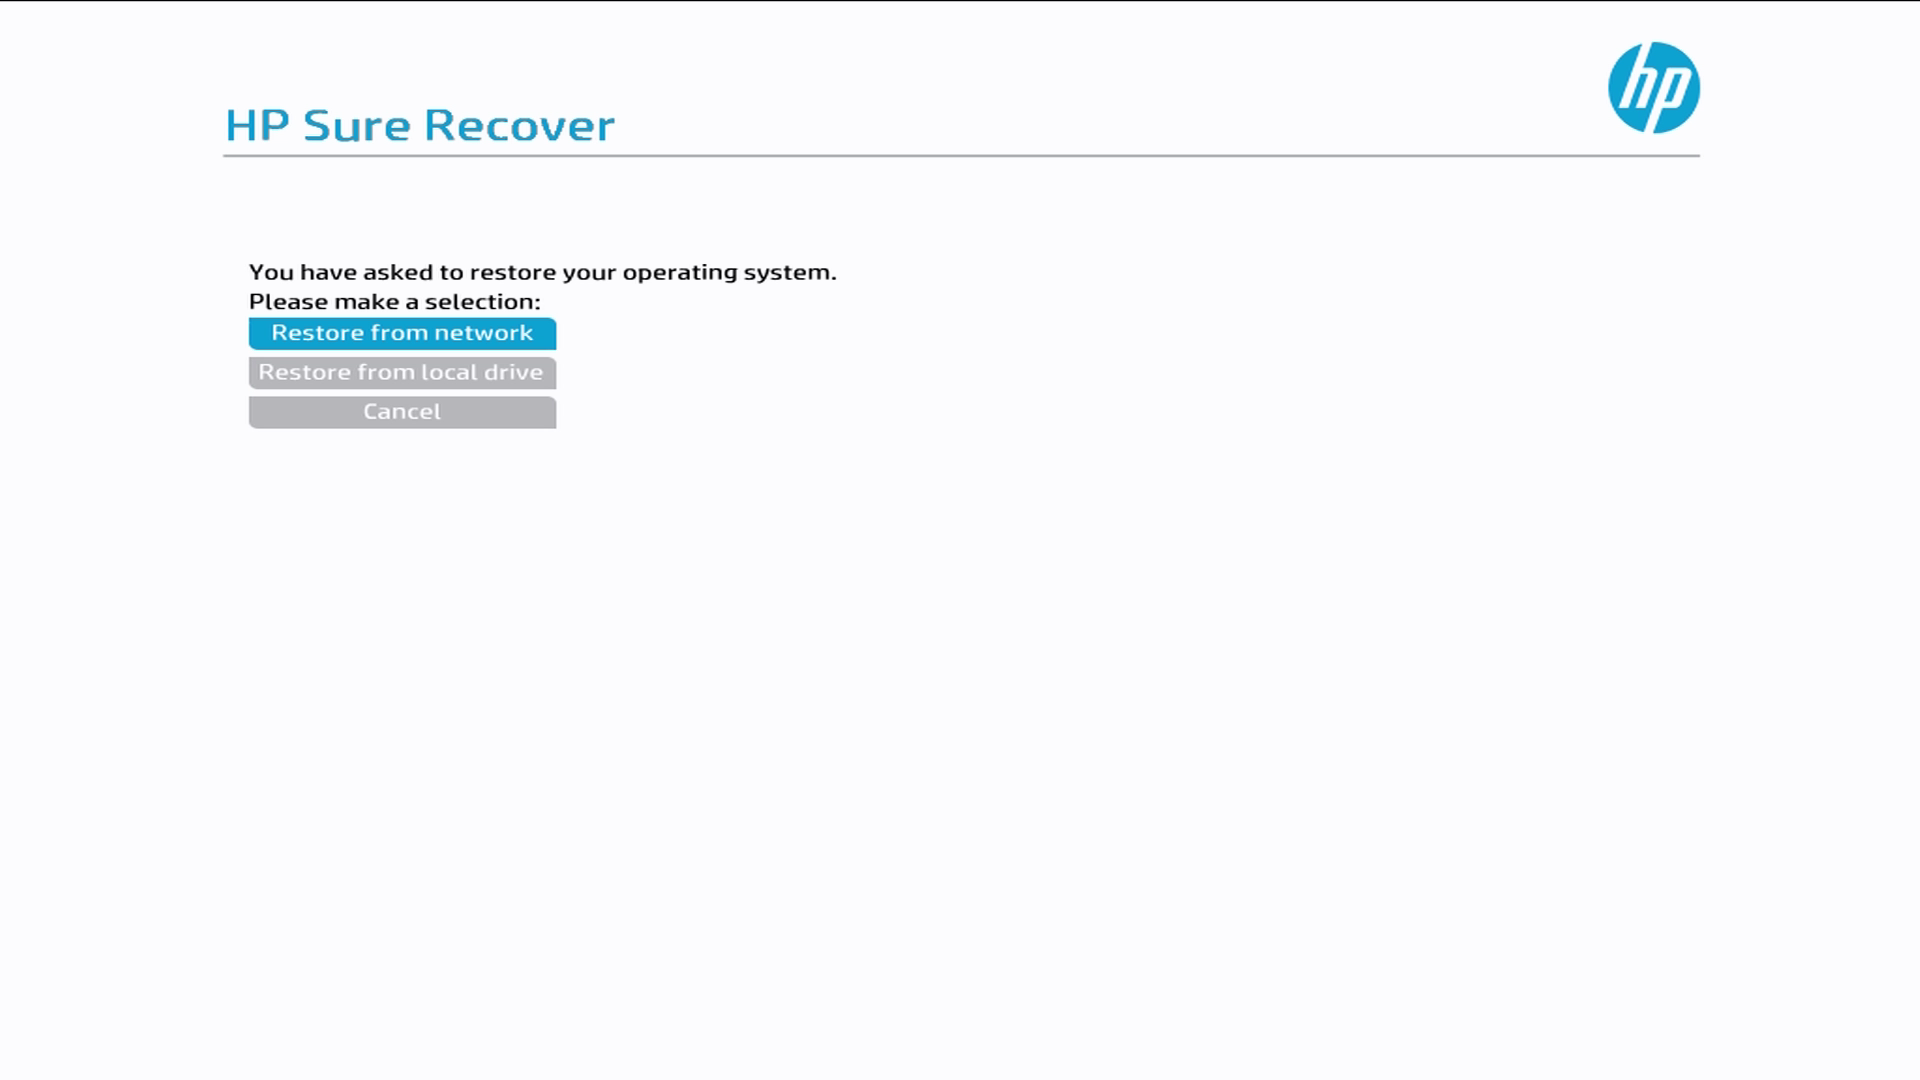 hp
HP Sure Recover
You have asked to restore your operating system.
Please make a selection:
Restore from network
Restore from local drive
Cancel